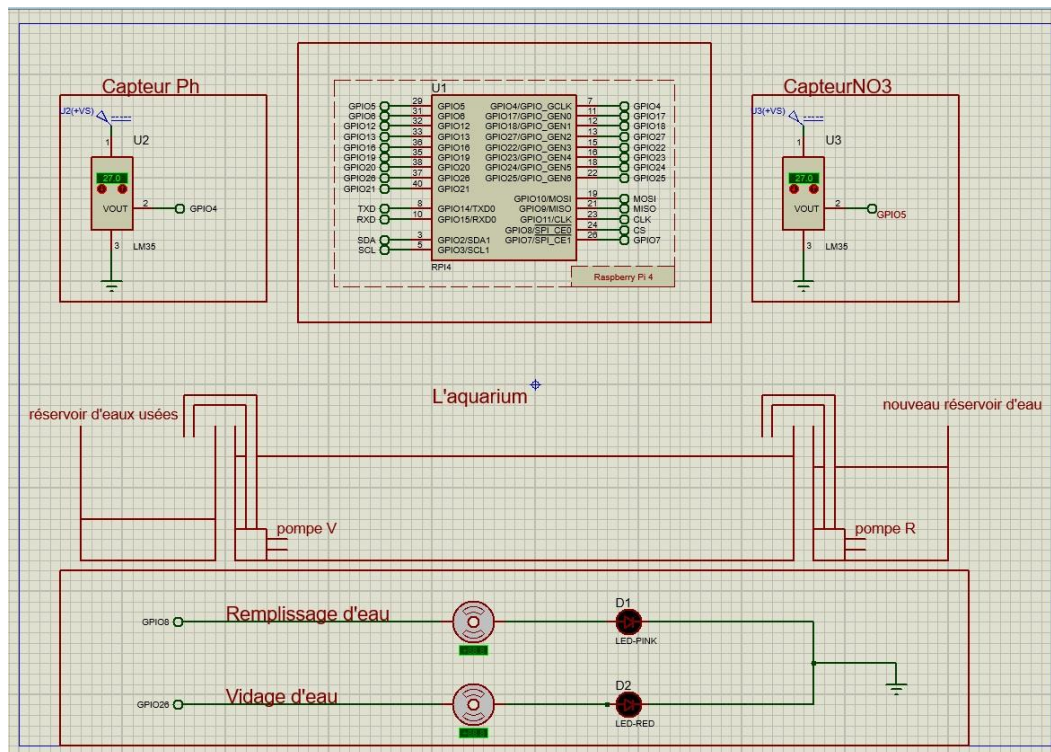 Capteur Ph
U2(+VS)
1
U2
27.0
VOUT
2
GPIO4
3
LM35
U1
GPIO5 29 GPIO5
GPIO6 31 GPIO6
GPIO12 32 GPIO12
GPIO13 33 GPIO13
GPIO16 36 GPIO16
GPIO19 35 GPIO19
GPIO20 38 GPIO20
GPIO26 37 GPIO26
GPIO21 40 GPIO21
TXD 8 GPIO14/TXD0
RXD 10 GPIO15/RXD0
SDA 3 GPIO2/SDA1
SCL 5 GPIO3/SCL1
GPIO4/GPIO_GCLK 7 GPIO4
GPIO17/GPIO_GEN0 11 GPIO17
GPIO18/GPIO_GEN1 12 GPIO18
GPIO27/GPIO_GEN2 13 GPIO27
GPIO22/GPIO_GEN3 15 GPIO22
GPIO23/GPIO_GEN4 16 GPIO23
GPIO24/GPIO_GEN5 18 GPIO24
GPIO25/GPIO_GEN6 22 GPIO25
GPIO10/MOSI 19 MOSI
GPIO9/MISO 21 MISO
GPIO11/CLK 23 CLK
GPIO8/SPI_CE0 24 CS
GPIO7/SPI_CE1 26 GPIO7
RPI4
Raspberry Pi 4
CapteurNO3
U3(+VS)
1
U3
27.0
VOUT
2
GPIO5
3
LM35
L'aquarium
réservoir d'eaux usées
nouveau réservoir d'eau
pompe V
pompe R
GPIO8
Remplissage d'eau
D1
LED-PINK
GPIO26
Vidage d'eau
D2
LED-RED